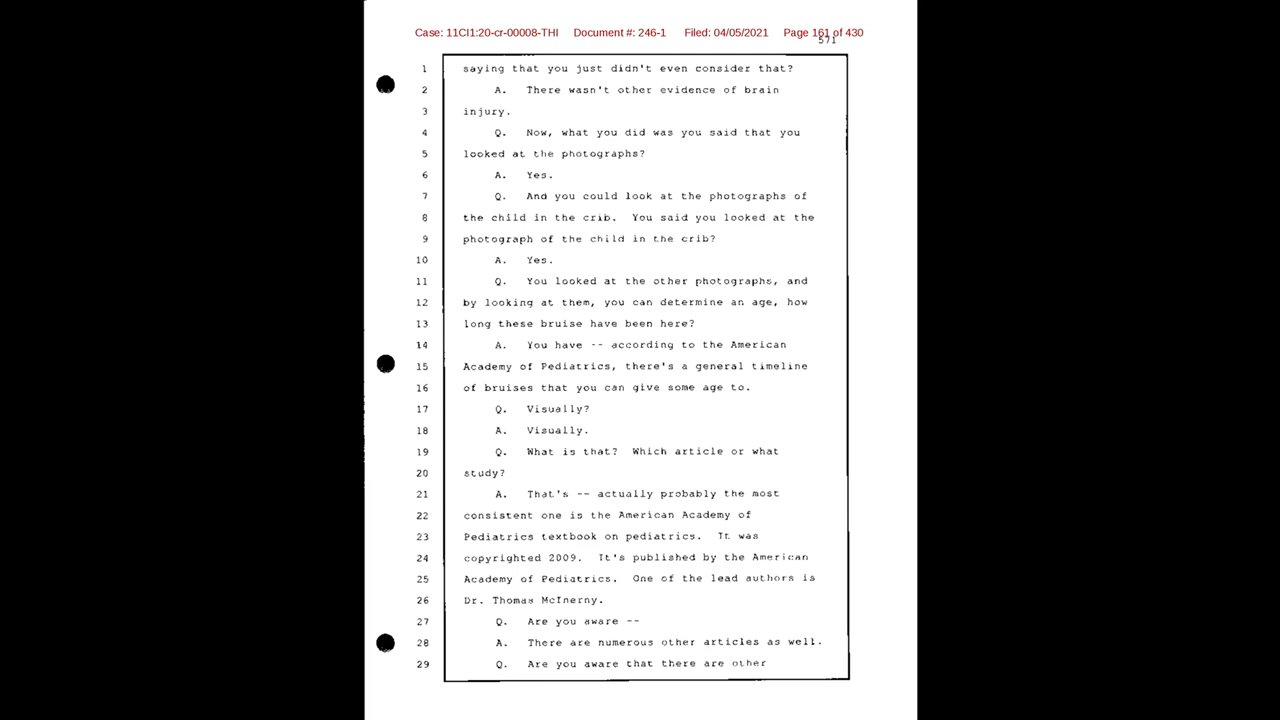 Case: 11CI1:20-cr-00008-THI Document #: 246-1 Filed: 04/05/2021 Page 161 of 430
571
1 saying that you just didn't even consider that?
2 A. There wasn't other evidence of brain
3 injury.
4 Q. Now, what you did was you said that you
5 looked at the photographs?
6 A. Yes.
7 Q. And you could look at the photographs of
8 the child in the crib. You said you looked at the
9 photograph of the child in the crib?
10 A. Yes.
11 Q. You looked at the other photographs, and
12 by looking at them, you can determine an age, how
13 long these bruise have been here?
14 A. You have -- according to the American
15 Academy of Pediatrics, there's a general timeline
16 of bruises that you can give some age to.
17 Q. Visually?
18 A. Visually.
19 Q. What is that? Which article or what
20 study?
21 A. That's -- actually probably the most
22 consistent one is the American Academy of
23 Pediatrics textbook on pediatrics. It was
24 copyrighted 2009. It's published by the American
25 Academy of Pediatrics. One of the lead authors is
26 Dr. Thomas McInerny.
27 Q. Are you aware --
28 A. There are numerous other articles as well.
29 Q. Are you aware that there are other